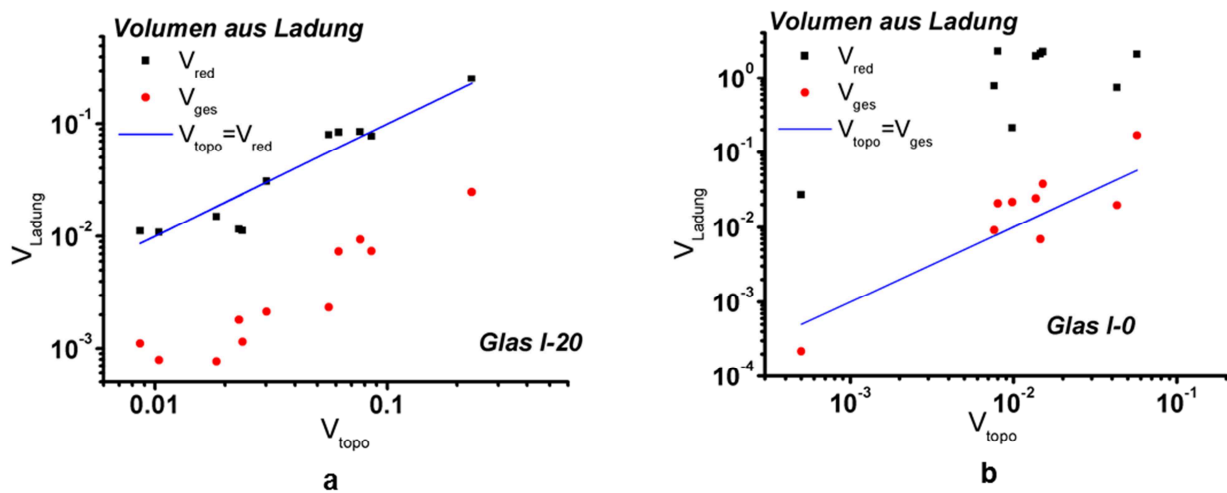 Volumen aus Ladung
V_red
V_ges
V_topo=V_red
10^-1
10^-2
10^-3
V_Ladung
0.01
0.1
V_topo
Glas I-20
a
Volumen aus Ladung
V_red
V_ges
V_topo=V_ges
10^0
10^-1
10^-2
10^-3
10^-4
V_Ladung
10^-3
10^-2
10^-1
V_topo
Glas I-0
b